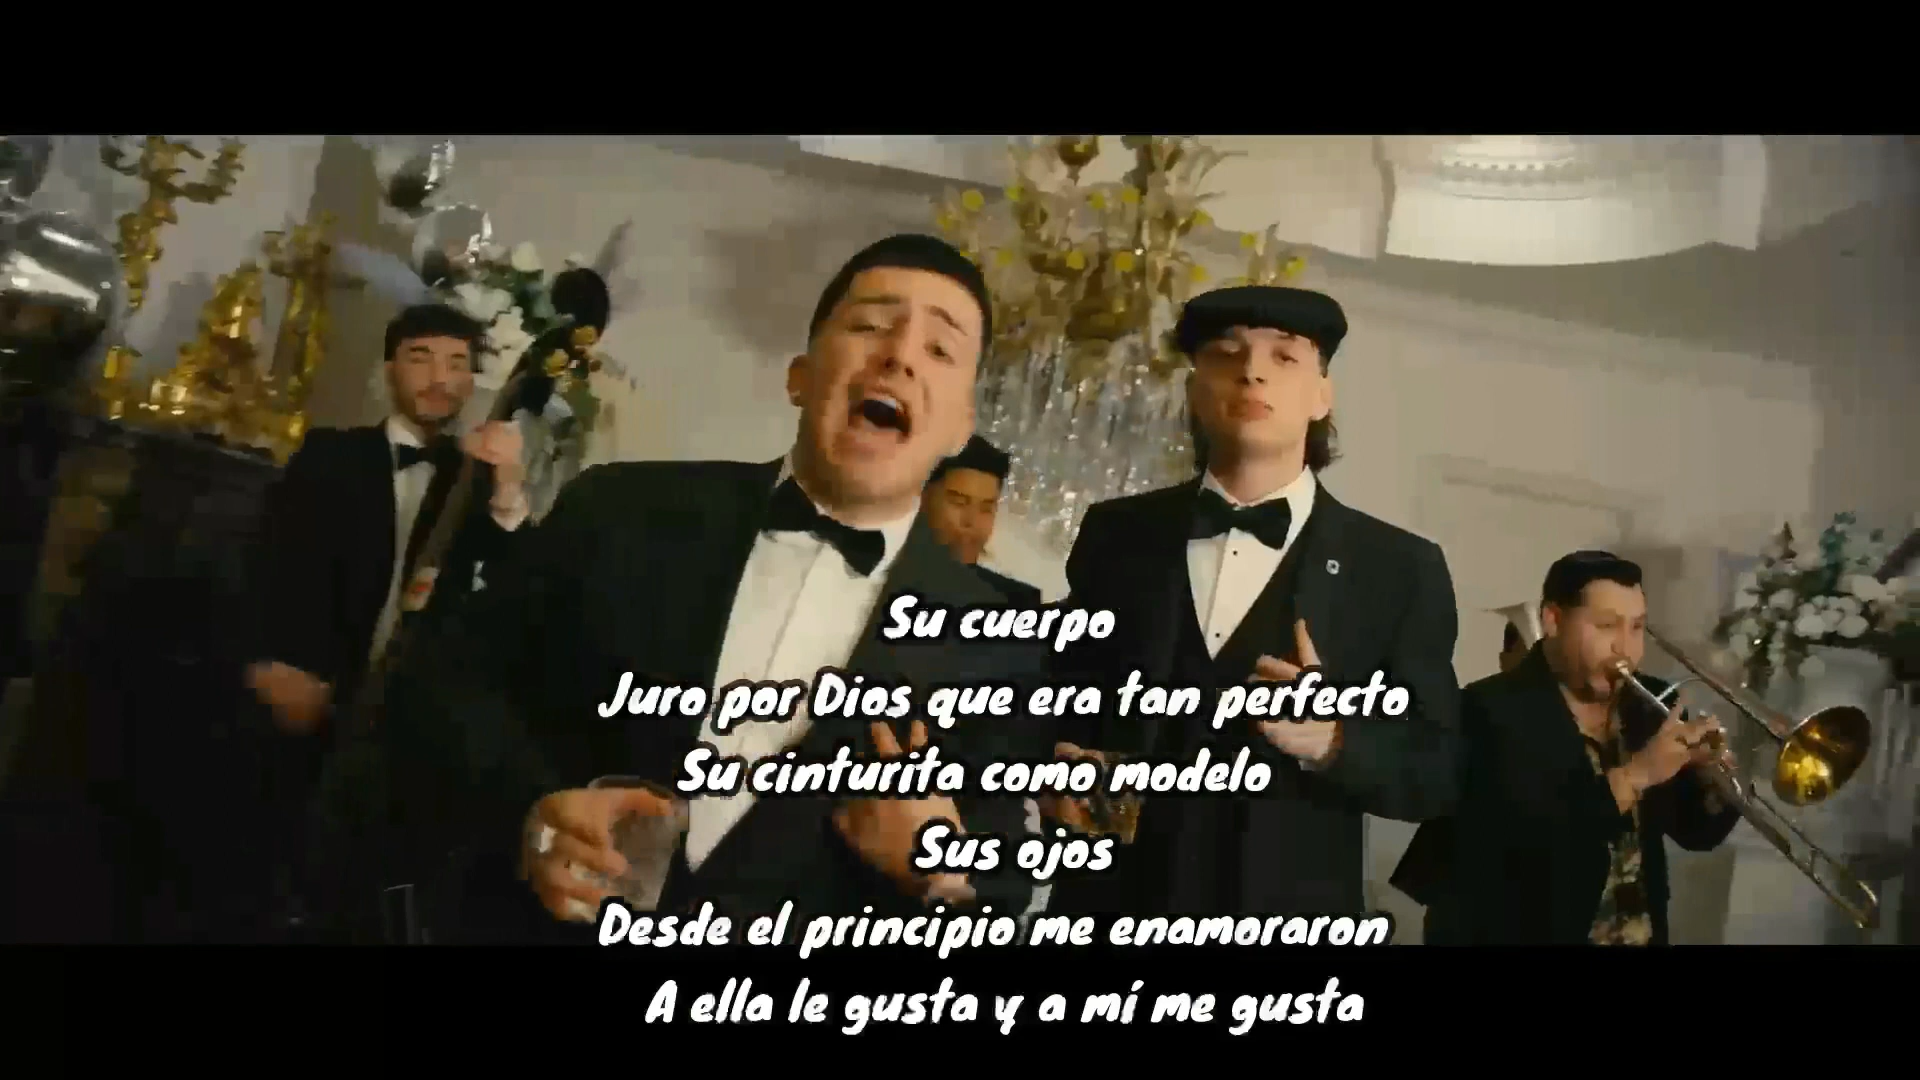 Su cuerpo
Juro por Dios que era tan perfecto
Su cinturita como modelo
Sus ojos
Desde el principio me enamoraron
A ella le gusta y a mí me gusta